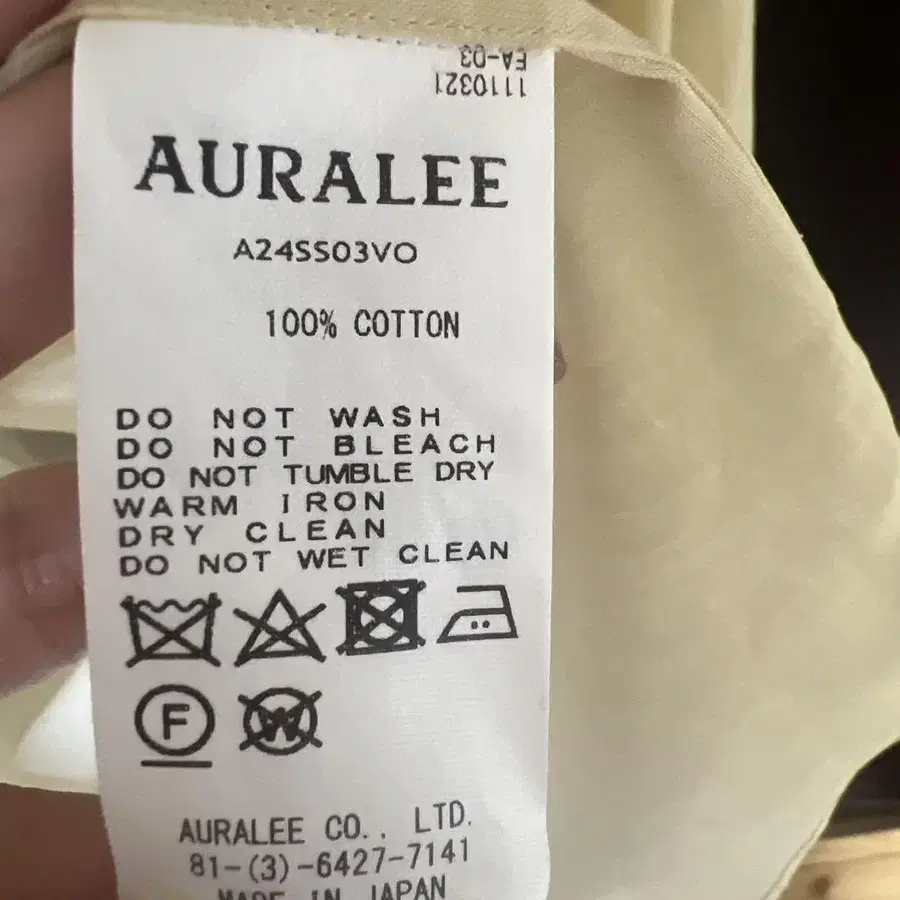 EA-03
1110321
AURALEE
A24SS03VO
100% COTTON
DO NOT WASH
DO NOT BLEACH
DO NOT TUMBLE DRY
WARM IRON
DRY CLEAN
DO NOT WET CLEAN
F W
AURALEE CO., LTD.
81-(3)-6427-7141
MADE IN JAPAN